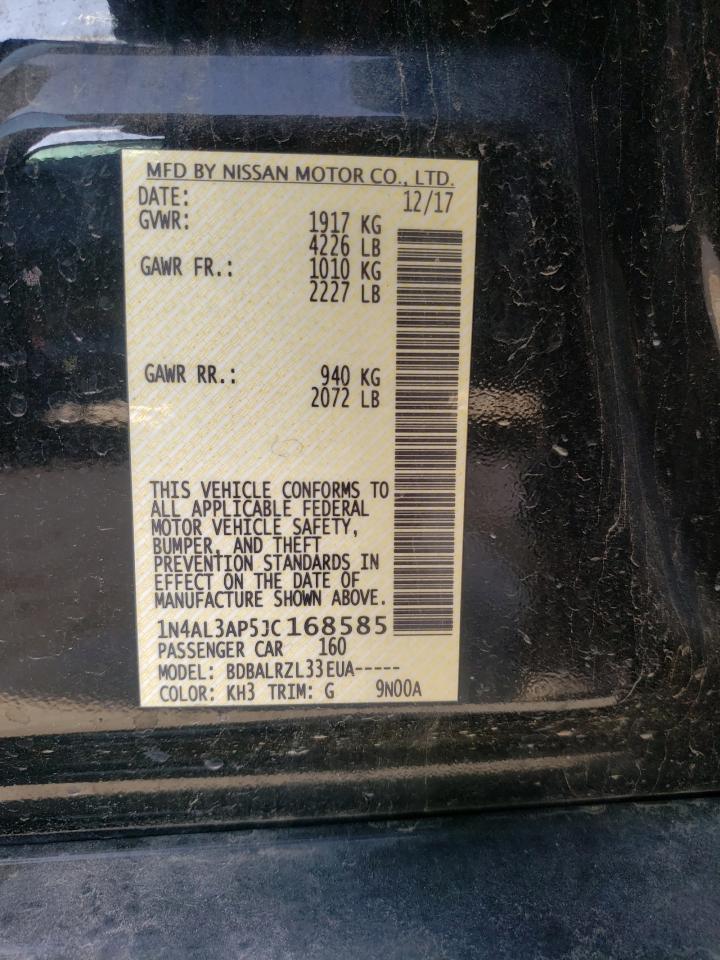 MFD BY NISSAN MOTOR CO., LTD.
DATE: 12/17
GVWR: 1917 KG
4226 LB
GAWR FR.: 1010 KG
2227 LB
GAWR RR.: 940 KG
2072 LB
THIS VEHICLE CONFORMS TO
ALL APPLICABLE FEDERAL
MOTOR VEHICLE SAFETY,
BUMPER, AND THEFT
PREVENTION STANDARDS IN
EFFECT ON THE DATE OF
MANUFACTURE SHOWN ABOVE.
1N4AL3AP5JC168585
PASSENGER CAR 160
MODEL: BDBALRZL33EUA-----
COLOR: KH3 TRIM: G 9N00A